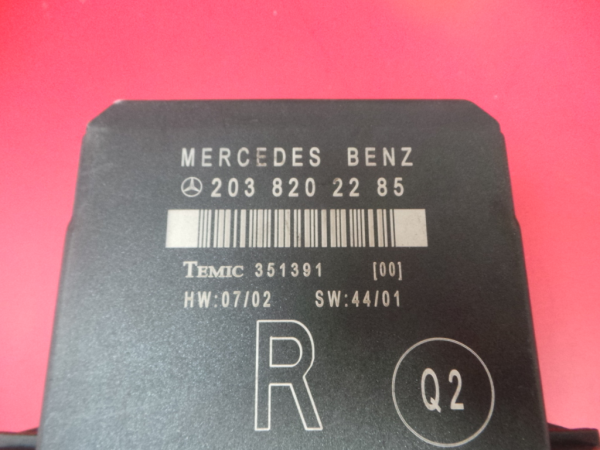 MERCEDES BENZ
203 820 22 85
TEMIC 351391 [00]
HW:07/02 SW:44/01
R
Q2